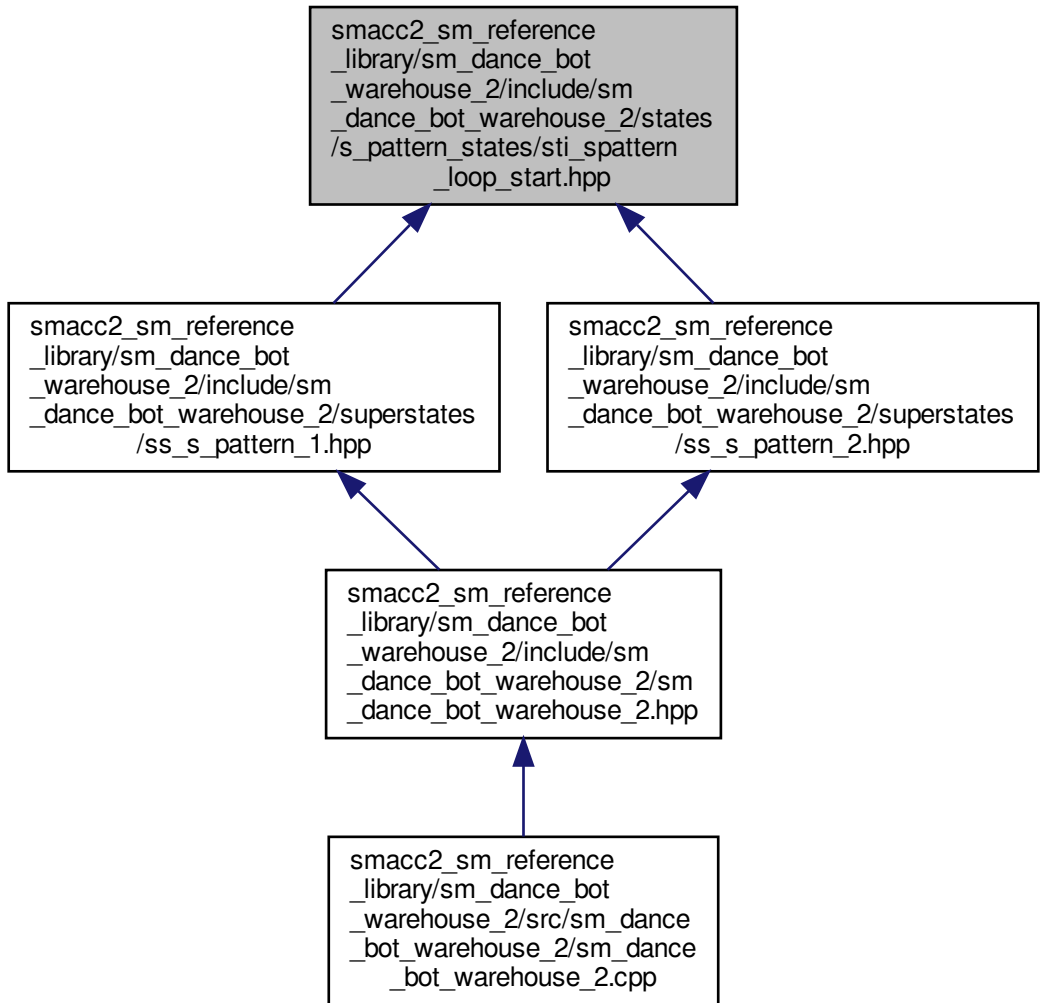 smacc2_sm_reference
_library/sm_dance_bot
_warehouse_2/include/sm
_dance_bot_warehouse_2/states
/s_pattern_states/sti_spattern
_loop_start.hpp
smacc2_sm_reference
_library/sm_dance_bot
_warehouse_2/include/sm
_dance_bot_warehouse_2/superstates
/ss_s_pattern_1.hpp
smacc2_sm_reference
_library/sm_dance_bot
_warehouse_2/include/sm
_dance_bot_warehouse_2/superstates
/ss_s_pattern_2.hpp
smacc2_sm_reference
_library/sm_dance_bot
_warehouse_2/include/sm
_dance_bot_warehouse_2/sm
_dance_bot_warehouse_2.hpp
smacc2_sm_reference
_library/sm_dance_bot
_warehouse_2/src/sm_dance
_bot_warehouse_2/sm_dance
_bot_warehouse_2.cpp